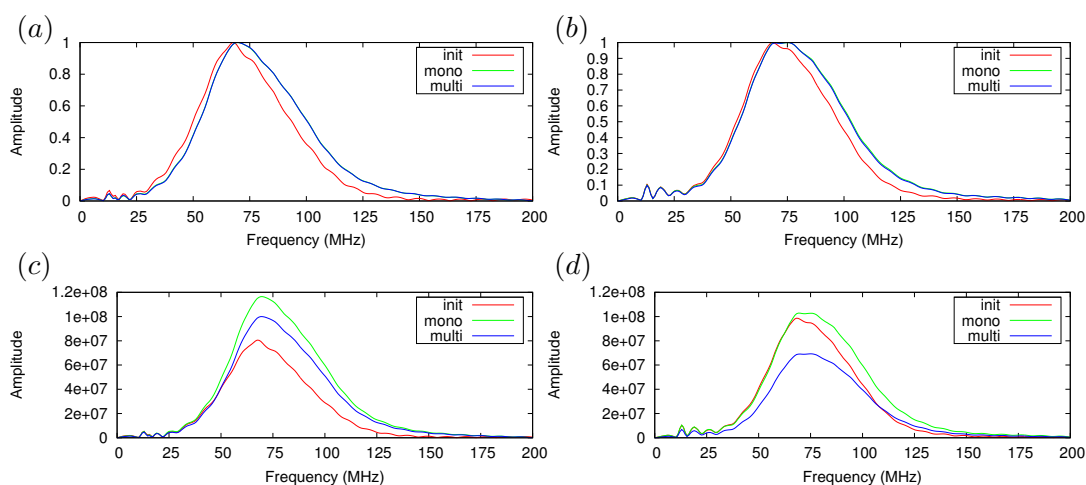 (a) (b)
1 0.8 0.6 0.4 0.2 0
Amplitude
init
mono
multi
0 25 50 75 100 125 150 175 200
Frequency (MHz)
1 0.9 0.8 0.7 0.6 0.5 0.4 0.3 0.2 0.1 0
Amplitude
init
mono
multi
0 25 50 75 100 125 150 175 200
Frequency (MHz)
(c) (d)
1.2e+08 1e+08 8e+07 6e+07 4e+07 2e+07 0
Amplitude
init
mono
multi
0 25 50 75 100 125 150 175 200
Frequency (MHz)
1.2e+08 1e+08 8e+07 6e+07 4e+07 2e+07 0
Amplitude
init
mono
multi
0 25 50 75 100 125 150 175 200
Frequency (MHz)